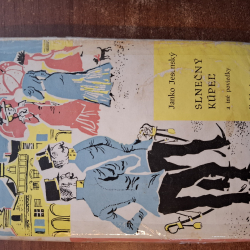 Janko Jesenský
SLNEČNÝ
KÚPEĽ
a iné poviedky